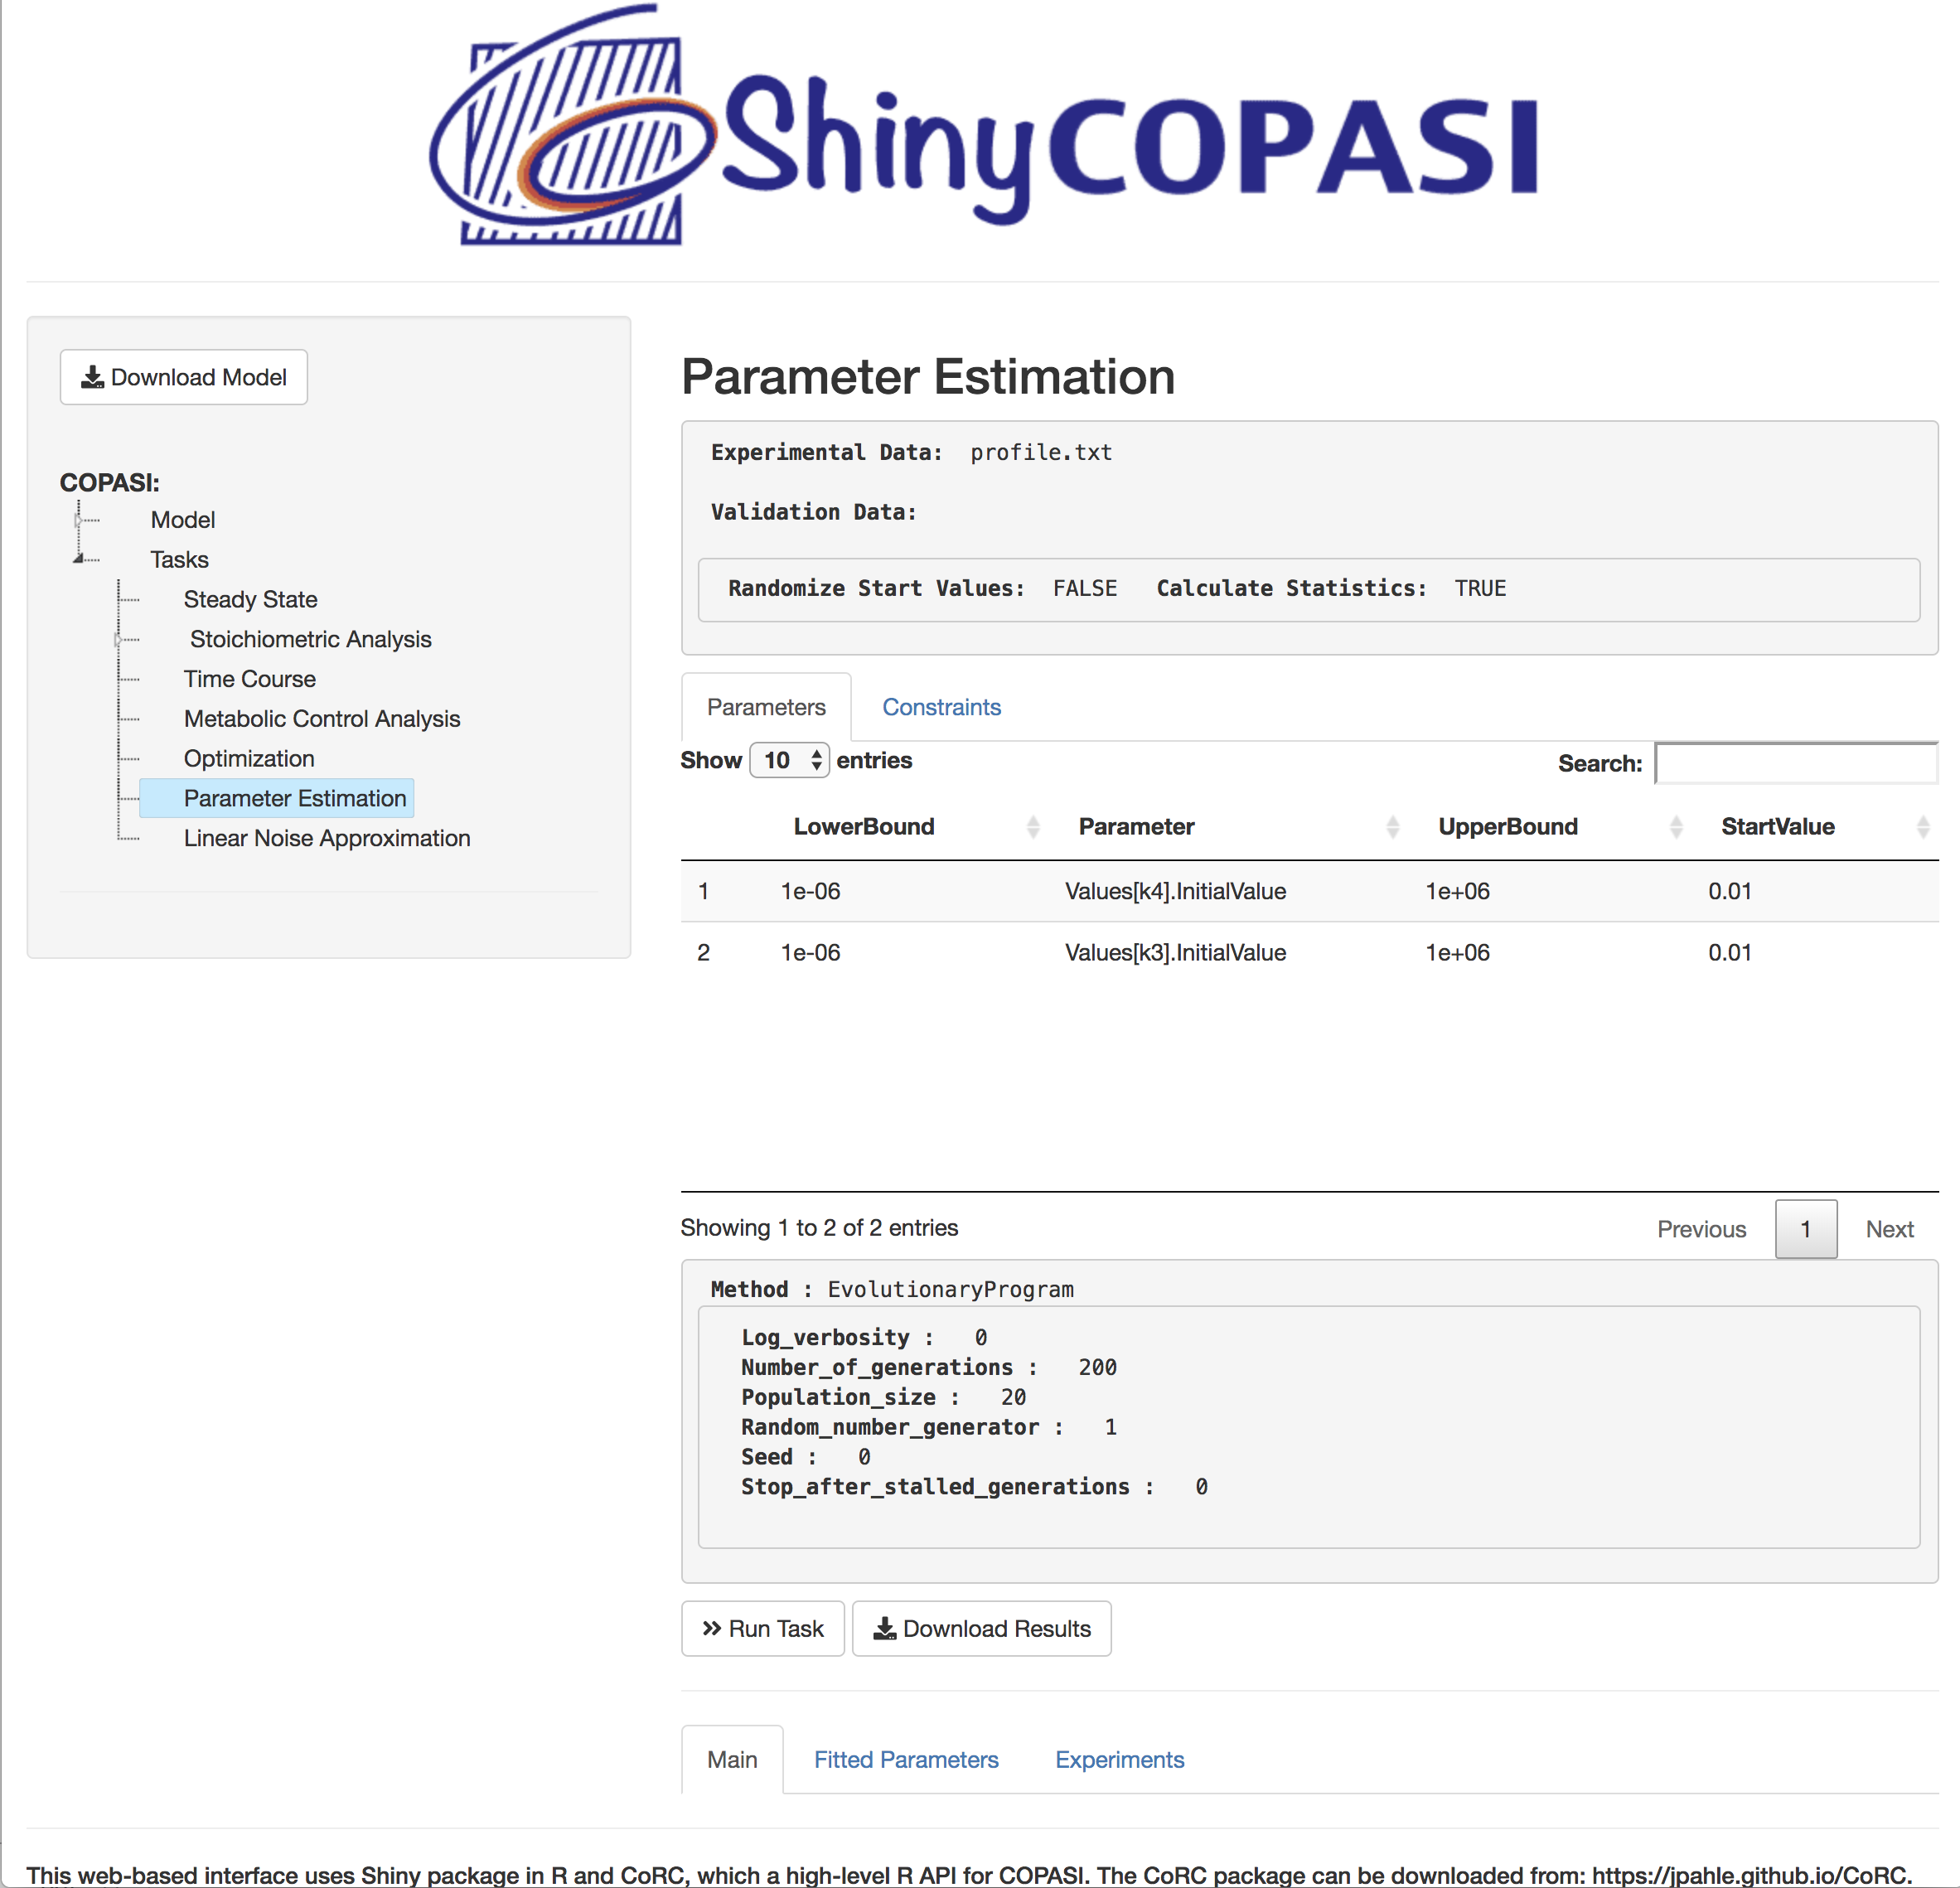 ShinyCOPASI
Download Model
COPASI:
Model
Tasks
Steady State
Stoichiometric Analysis
Time Course
Metabolic Control Analysis
Optimization
Parameter Estimation
Linear Noise Approximation
Parameter Estimation
Experimental Data: profile.txt
Validation Data:
Randomize Start Values: FALSE Calculate Statistics: TRUE
Parameters Constraints
Show 10 entries Search:
LowerBound Parameter UpperBound StartValue
1 1e-06 Values[k4].InitialValue 1e+06 0.01
2 1e-06 Values[k3].InitialValue 1e+06 0.01
Showing 1 to 2 of 2 entries Previous 1 Next
Method : EvolutionaryProgram
Log_verbosity : 0
Number_of_generations : 200
Population_size : 20
Random_number_generator : 1
Seed : 0
Stop_after_stalled_generations : 0
Run Task Download Results
Main Fitted Parameters Experiments
This web-based interface uses Shiny package in R and CoRC, which a high-level R API for COPASI. The CoRC package can be downloaded from: https://jpahle.github.io/CoRC.